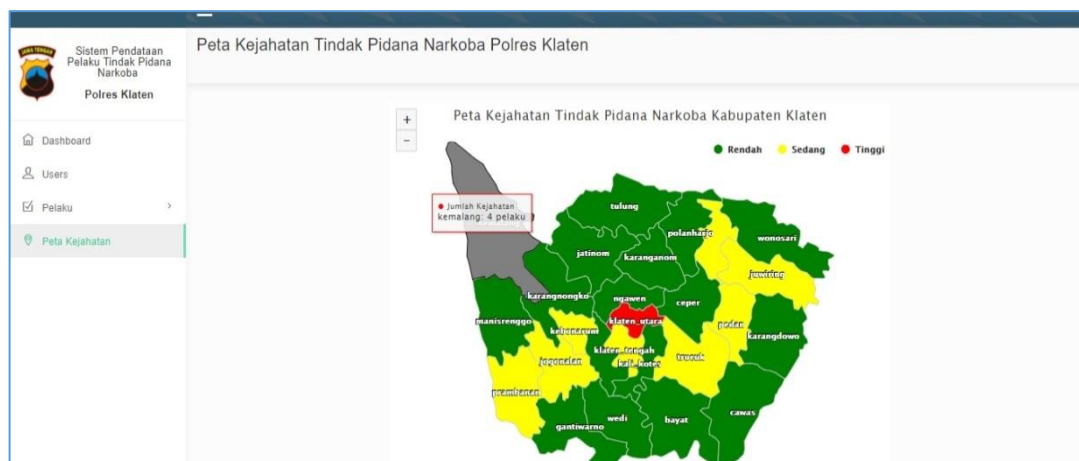 JAWA TENGAH
Sistem Pendataan
Pelaku Tindak Pidana
Narkoba
Polres Klaten
Dashboard
Users
Pelaku
Peta Kejahatan
Peta Kejahatan Tindak Pidana Narkoba Polres Klaten
Peta Kejahatan Tindak Pidana Narkoba Kabupaten Klaten
+
-
Rendah
Sedang
Tinggi
Jumlah Kejahatan
kemalang: 4 pelaku
tulung
polanharjo
wonosari
jatinom
karanganom
juwiring
karangnongko
ngawen
ceper
manisrenggo
klaten_utara
pedan
karangdowo
kebonarum
klaten_tengah
jogonalan
kali_kotes
trucuk
prambanan
wedi
bayat
cawas
gantiwarno